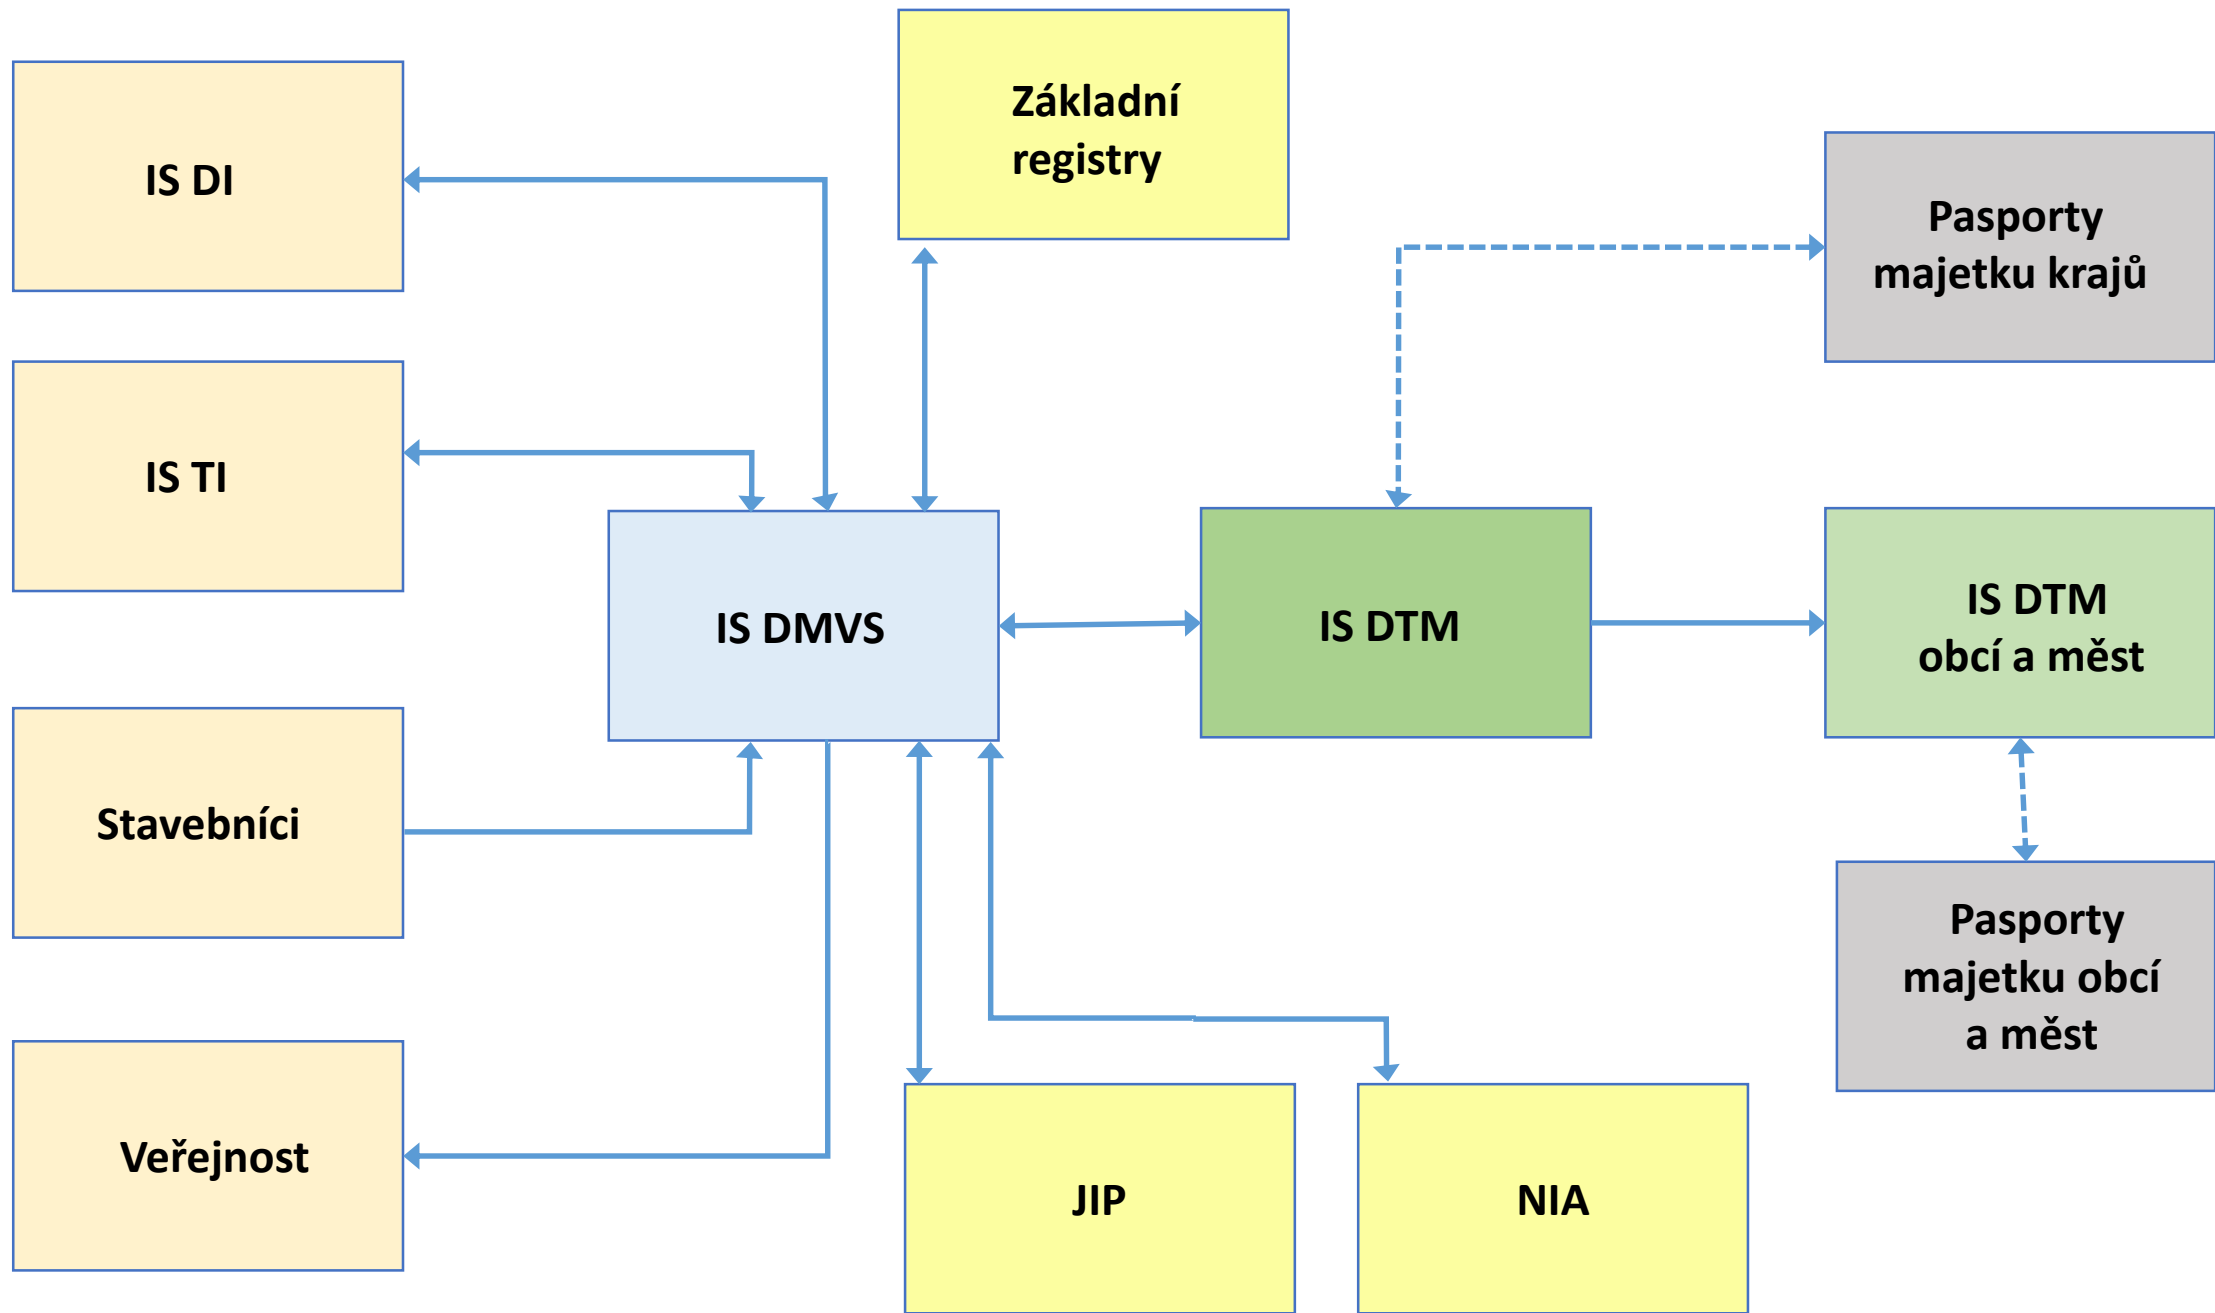 Základní
registry
IS DI
Pasporty
majetku krajů
IS TI
IS DMVS
IS DTM
IS DTM
obcí a měst
Stavebníci
Pasporty
majetku obcí
a měst
Veřejnost
JIP
NIA